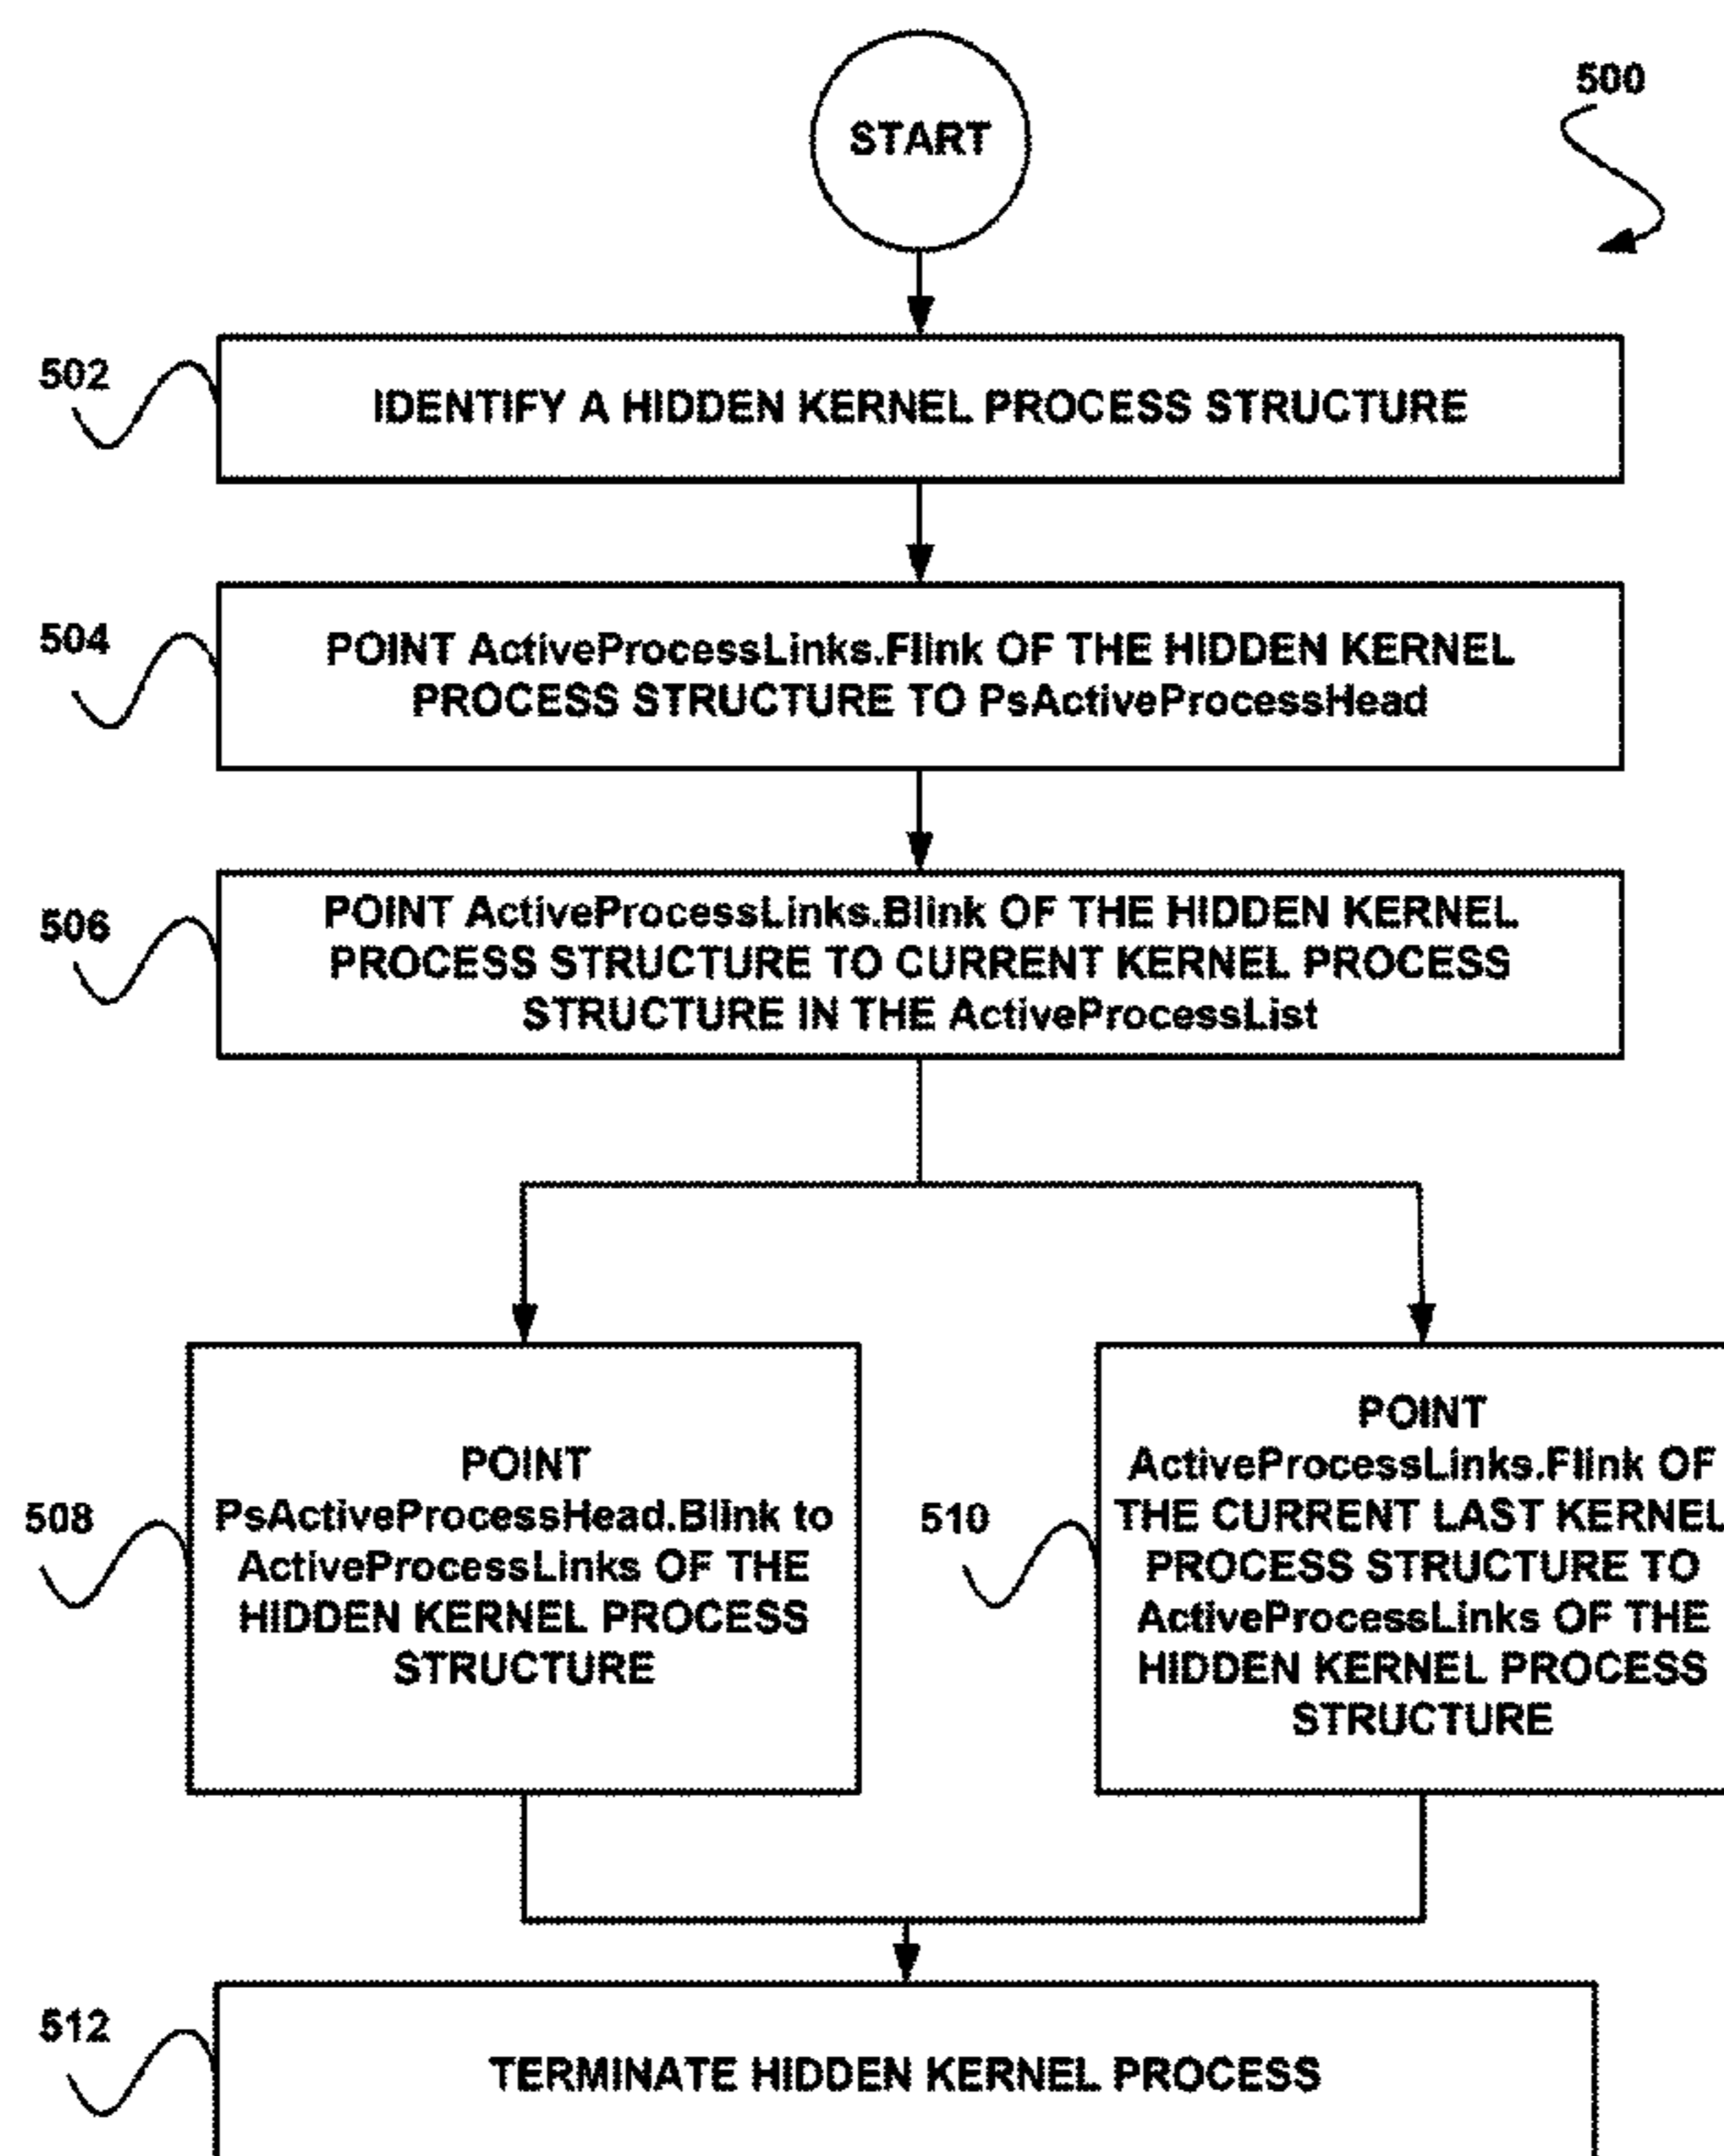 START
500
502
IDENTIFY A HIDDEN KERNEL PROCESS STRUCTURE
504
POINT ActiveProcessLinks.Flink OF THE HIDDEN KERNEL
PROCESS STRUCTURE TO PsActiveProcessHead
506
POINT ActiveProcessLinks.Blink OF THE HIDDEN KERNEL
PROCESS STRUCTURE TO CURRENT KERNEL PROCESS
STRUCTURE IN THE ActiveProcessList
508
POINT
PsActiveProcessHead.Blink to
ActiveProcessLinks OF THE
HIDDEN KERNEL PROCESS
STRUCTURE
510
POINT
ActiveProcessLinks.Flink OF
THE CURRENT LAST KERNEL
PROCESS STRUCTURE TO
ActiveProcessLinks OF THE
HIDDEN KERNEL PROCESS
STRUCTURE
512
TERMINATE HIDDEN KERNEL PROCESS